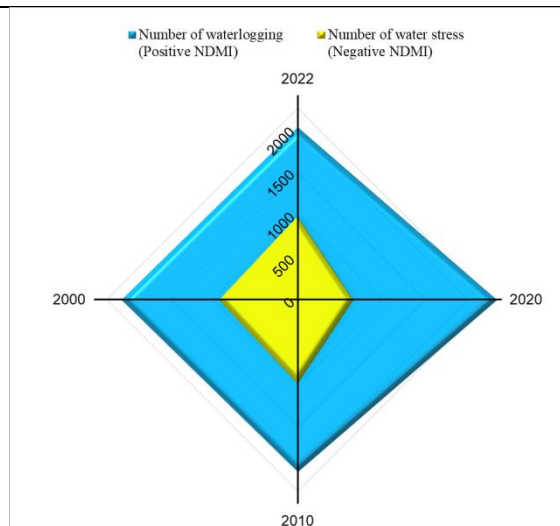 Number of waterlogging
(Positive NDMI)
Number of water stress
(Negative NDMI)
2022
2000
1500
1000
500
0
2000
2020
2010